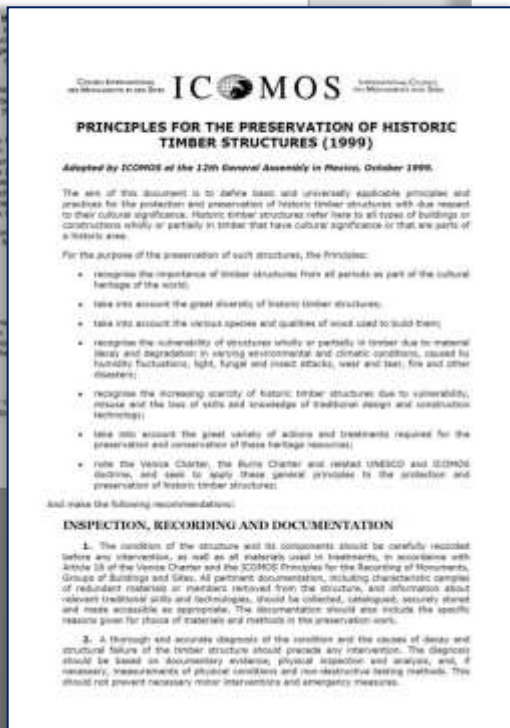 CONSEIL INTERNATIONAL ICOMOS INTERNATIONAL COUNCIL
DES MONUMENTS ET DES SITES ON MONUMENTS AND SITES
PRINCIPLES FOR THE PRESERVATION OF HISTORIC
TIMBER STRUCTURES (1999)
Adopted by ICOMOS at the 12th General Assembly in Mexico, October 1999.
The aim of this document is to define basic and universally applicable principles and
practices for the protection and preservation of historic timber structures with due respect
to their cultural significance. Historic timber structures refer here to all types of buildings or
constructions wholly or partially in timber that have cultural significance or that are parts of
a historic area.
For the purpose of the preservation of such structures, the Principles:
• recognise the importance of timber structures from all periods as part of the cultural
heritage of the world;
• take into account the great diversity of historic timber structures;
• take into account the various species and qualities of wood used to build them;
• recognise the vulnerability of structures wholly or partially in timber due to material
decay and degradation in varying environmental and climatic conditions, caused by
humidity fluctuations, light, fungal and insect attacks, wear and tear, fire and other
disasters;
• recognise the increasing scarcity of historic timber structures due to vulnerability,
misuse and the loss of skills and knowledge of traditional design and construction
technology;
• take into account the great variety of actions and treatments required for the
preservation and conservation of these heritage resources;
• note the Venice Charter, the Burra Charter and related UNESCO and ICOMOS
doctrine, and seek to apply these general principles to the protection and
preservation of historic timber structures;
And make the following recommendations:
INSPECTION, RECORDING AND DOCUMENTATION
1. The condition of the structure and its components should be carefully recorded
before any intervention, as well as all materials used in treatments, in accordance with
Article 16 of the Venice Charter and the ICOMOS Principles for the Recording of Monuments,
Groups of Buildings and Sites. All pertinent documentation, including characteristic samples
of redundant materials or members removed from the structure, and information about
relevant traditional skills and technologies, should be collected, catalogued, securely stored
and made accessible as appropriate. The documentation should also include the specific
reasons given for choice of materials and methods in the preservation work.
2. A thorough and accurate diagnosis of the condition and the causes of decay and
structural failure of the timber structure should precede any intervention. The diagnosis
should be based on documentary evidence, physical inspection and analysis, and, if
necessary, measurements of physical conditions and non-destructive testing methods. This
should not prevent necessary minor interventions and emergency measures.